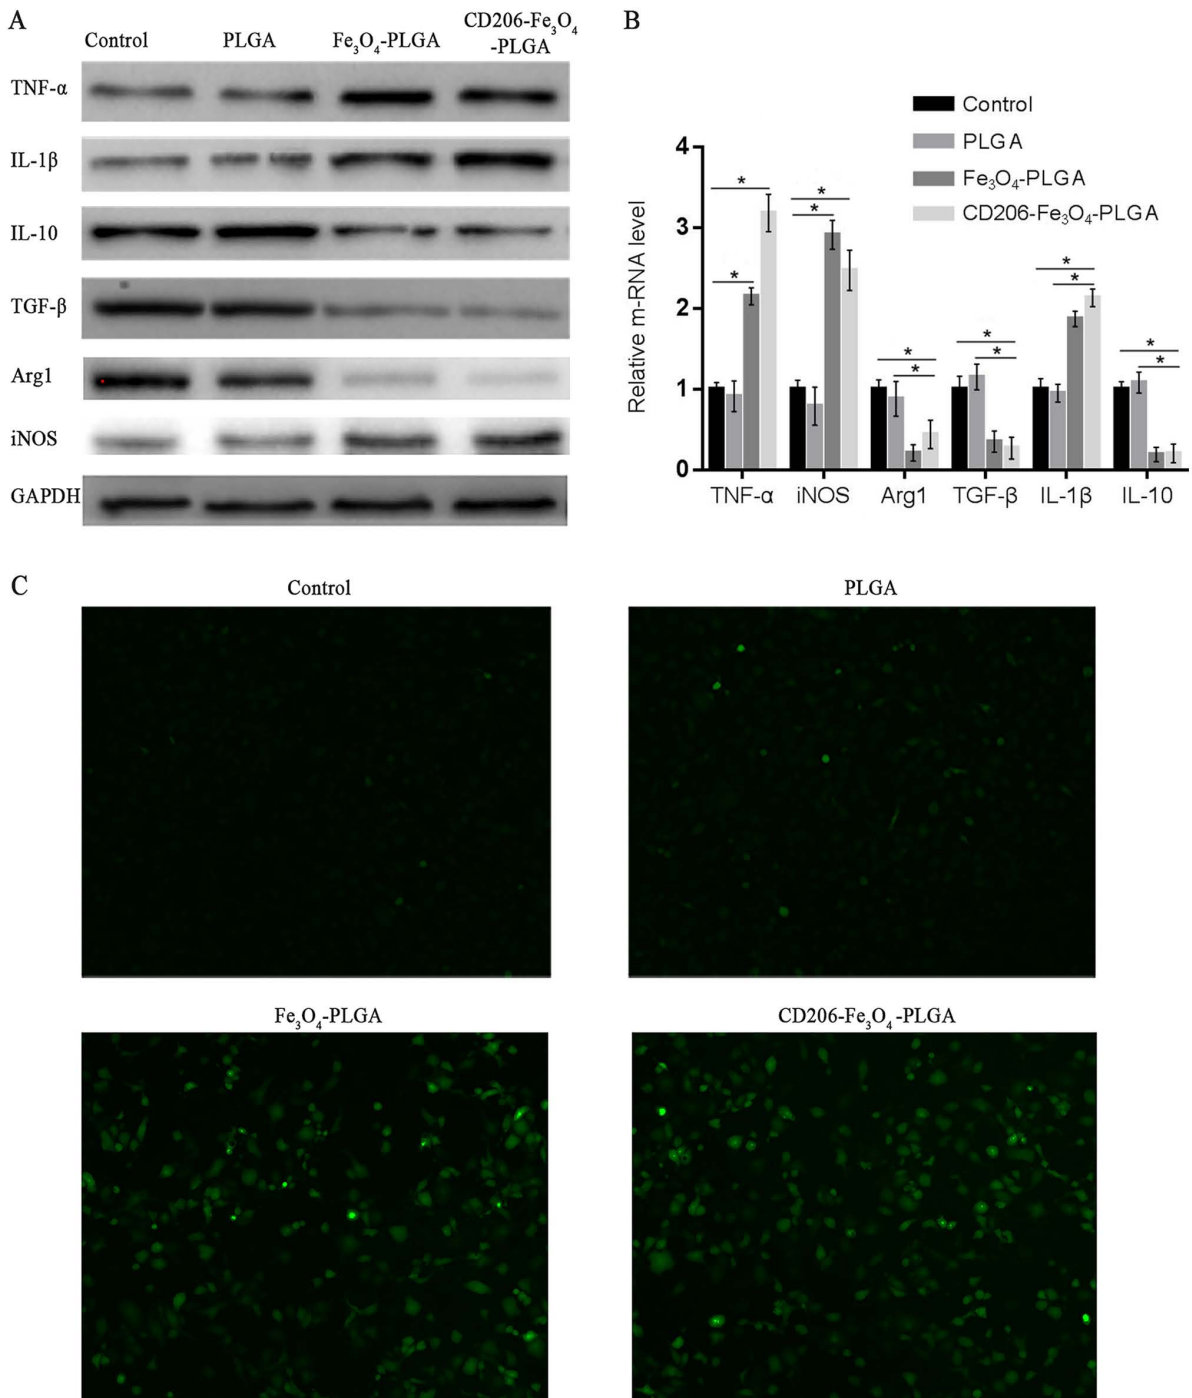 A
Control
PLGA
Fe₃O₄-PLGA
CD206-Fe₃O₄
-PLGA
TNF-α
IL-1β
IL-10
TGF-β
Arg1
iNOS
GAPDH
B
Control
PLGA
Fe₃O₄-PLGA
CD206-Fe₃O₄-PLGA
Relative m-RNA level
4
3
2
1
0
* *
* *
* *
* *
* *
* *
TNF-α iNOS Arg1 TGF-β IL-1β IL-10
C
Control
PLGA
Fe₃O₄-PLGA
CD206-Fe₃O₄-PLGA